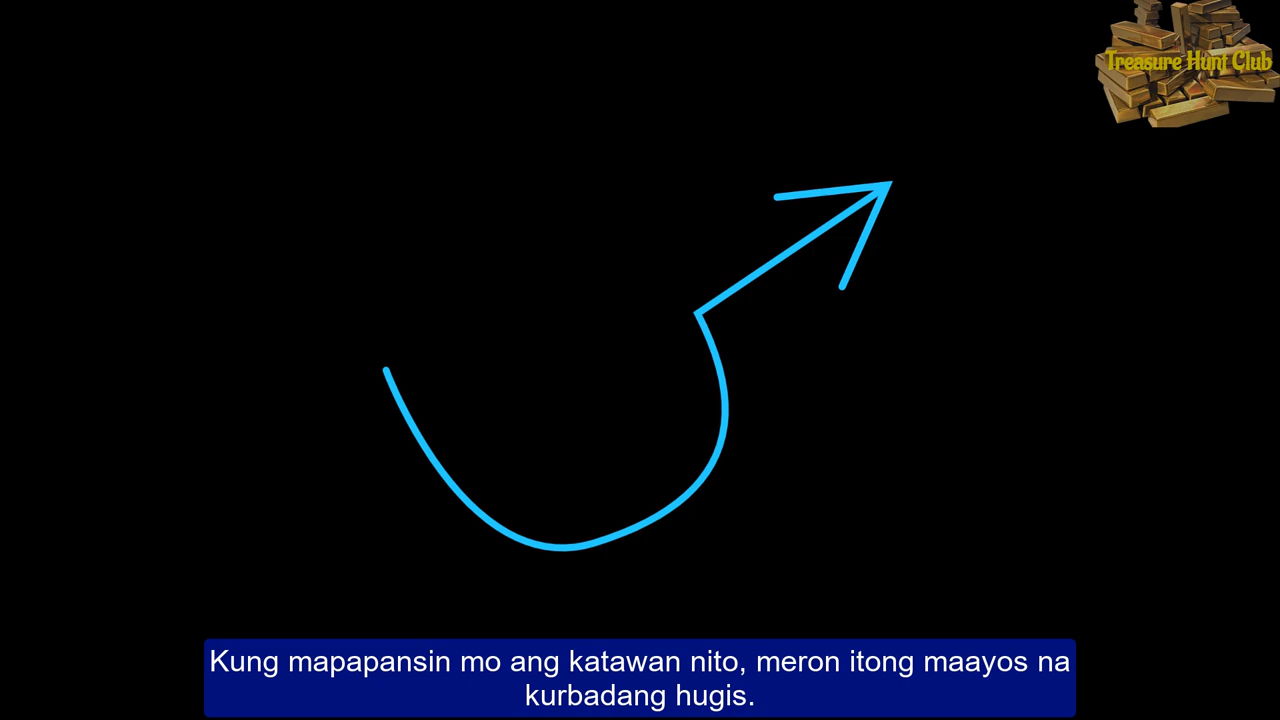 Treasure Hunt Club
Kung mapapansin mo ang katawan nito, meron itong maayos na
kurbadang hugis.